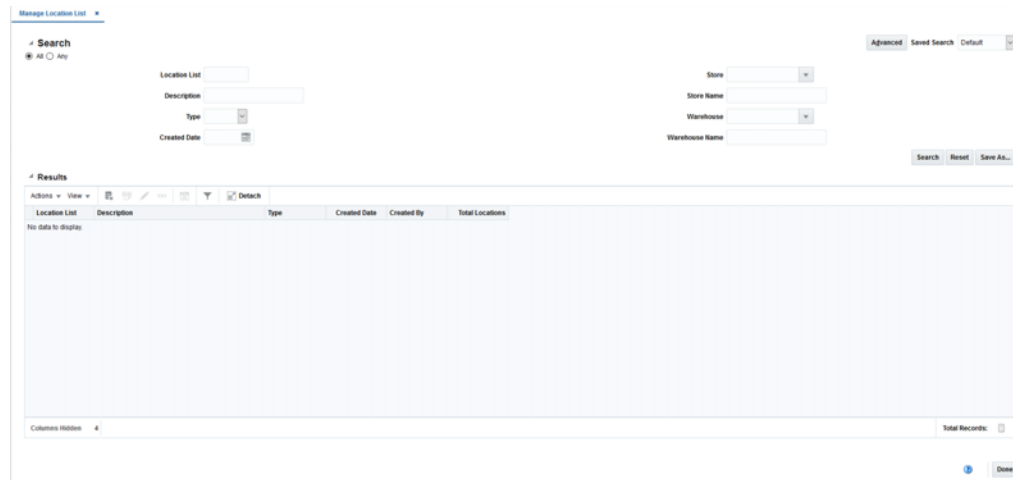 Manage Location List
Search
Advanced Saved Search Default
All Any
Location List Store
Description Store Name
Type Warehouse
Created Date Warehouse Name
Search Reset Save As...
Results
Actions View Detach
Location List Description Type Created Date Created By Total Locations
No data to display.
Columns Hidden 4 Total Records:
Done